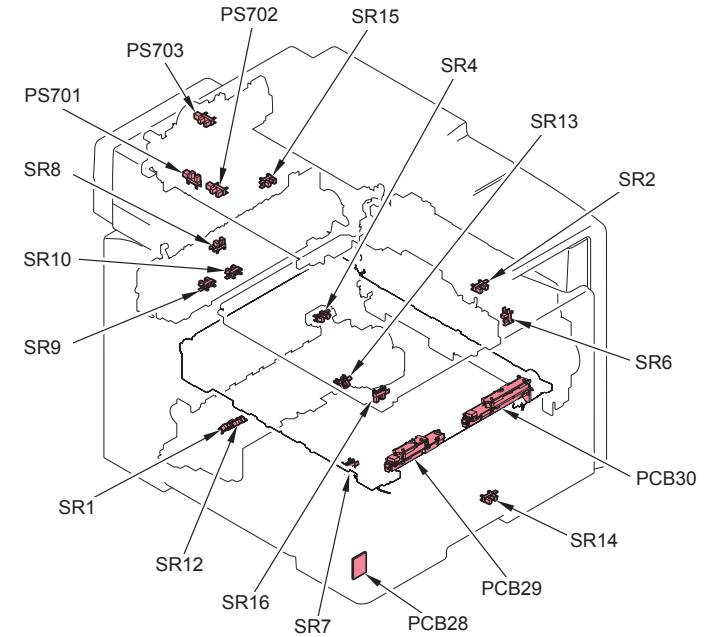 PS702
SR15
PS703
SR4
PS701
SR13
SR8
SR2
SR10
SR9
SR6
PCB30
SR1
SR14
SR12
PCB29
SR16
SR7
PCB28